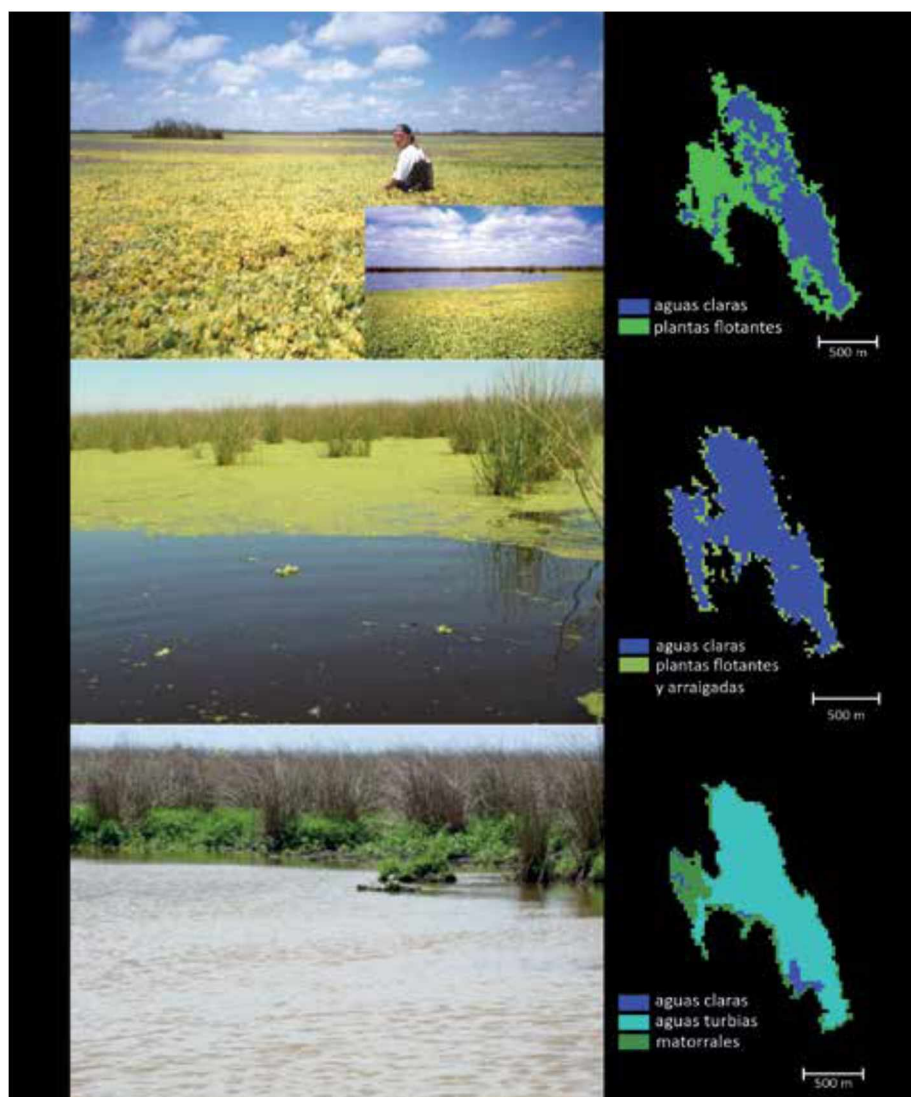 aguas claras
plantas flotantes
500 m
aguas claras
plantas flotantes
y arraigadas
500 m
aguas claras
aguas turbias
matorrales
500 m